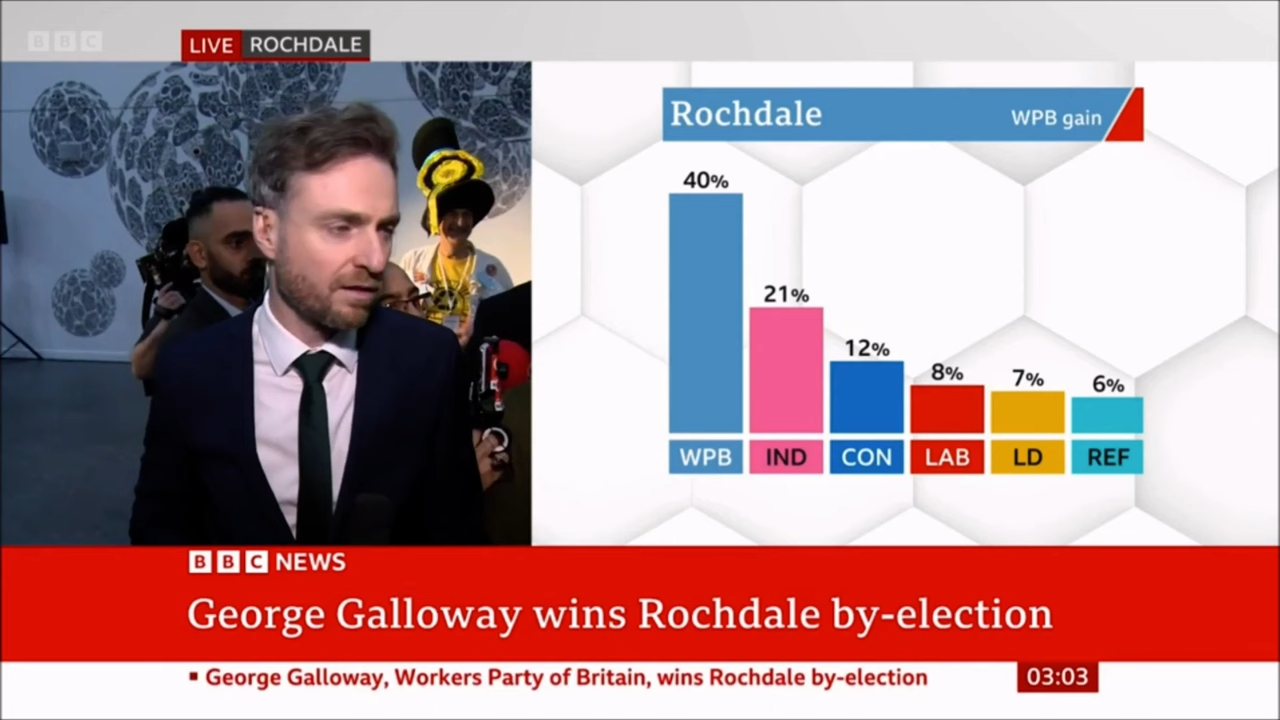 BBC
LIVE ROCHDALE
Rochdale WPB gain
40%
21%
12%
8%
7%
6%
WPB IND CON LAB LD REF
BBC NEWS
George Galloway wins Rochdale by-election
▪ George Galloway, Workers Party of Britain, wins Rochdale by-election 03:03